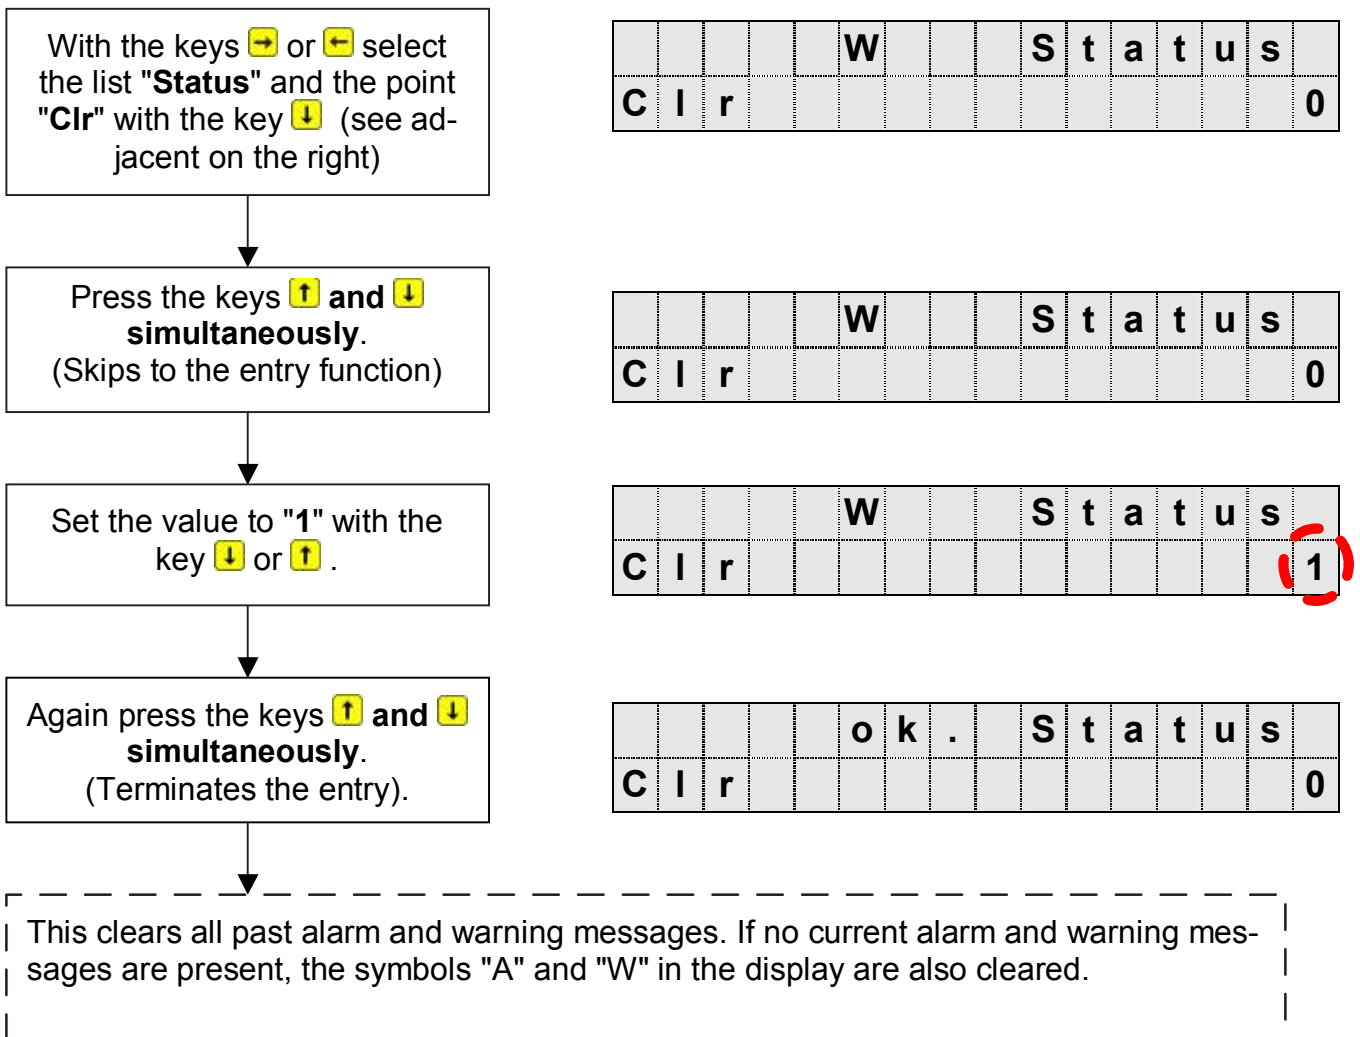 With the keys → or ← select
the list "Status" and the point
"Clr" with the key ↓ (see ad-
jacent on the right)
W Status
Clr 0
Press the keys ↑ and ↓
simultaneously.
(Skips to the entry function)
W Status
Clr 0
Set the value to "1" with the
key ↓ or ↑ .
W Status
Clr 1
Again press the keys ↑ and ↓
simultaneously.
(Terminates the entry).
ok. Status
Clr 0
This clears all past alarm and warning messages. If no current alarm and warning mes-
sages are present, the symbols "A" and "W" in the display are also cleared.